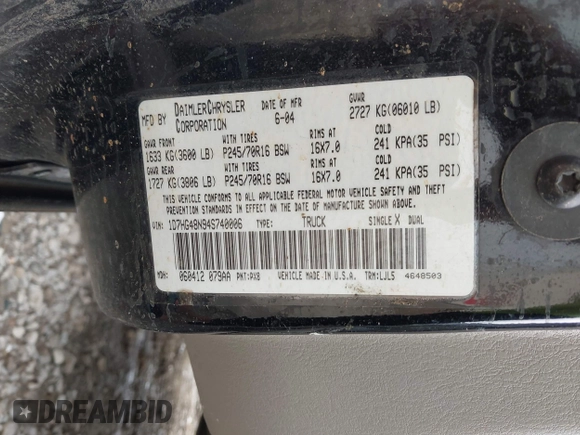 MFD BY DAIMLERCHRYSLER CORPORATION DATE OF MFR 6-04 GVWR 2727 KG(06010 LB)
GAWR FRONT WITH TIRES RIMS AT COLD
1633 KG(3600 LB) P245/70R16 BSW 16X7.0 241 KPA(35 PSI)
GAWR REAR WITH TIRES RIMS AT COLD
1727 KG(3806 LB) P245/70R16 BSW 16X7.0 241 KPA(35 PSI)
THIS VEHICLE CONFORMS TO ALL APPLICABLE FEDERAL MOTOR VEHICLE SAFETY AND THEFT
PREVENTION STANDARDS IN EFFECT ON THE DATE OF MANUFACTURE SHOWN ABOVE.
VIN: 1D7HG48N94S740006 TYPE: TRUCK SINGLE X DUAL
MDH: 060412 079AA PNT:PX8 VEHICLE MADE IN U.S.A. TRM:LJL5 4648503
DREAMBID